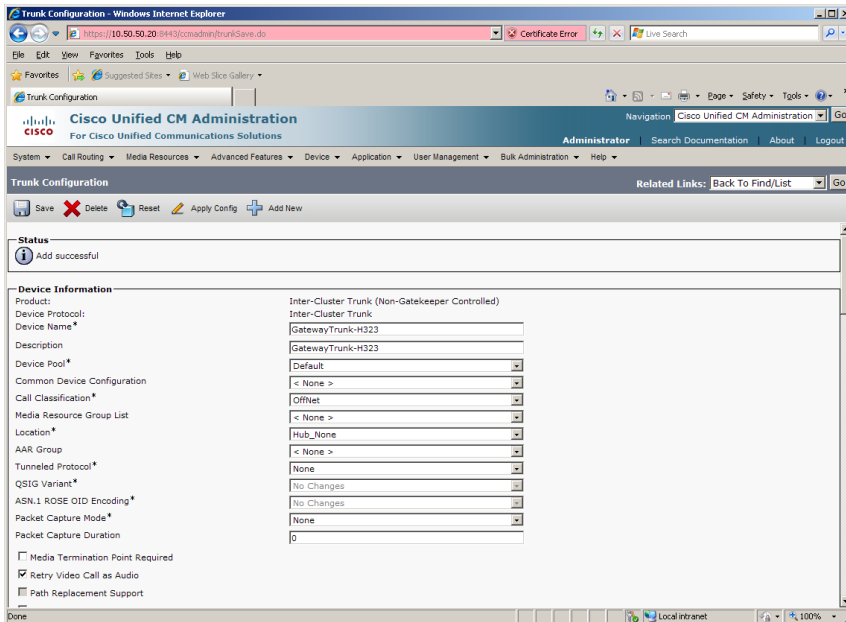 Trunk Configuration - Windows Internet Explorer
https://10.50.50.20:8443/ccmadmin/trunkSave.do
Certificate Error
Live Search
File Edit View Favorites Tools Help
Favorites Suggested Sites Web Slice Gallery
Trunk Configuration
Page Safety Tools
CISCO
Cisco Unified CM Administration
For Cisco Unified Communications Solutions
Navigation Cisco Unified CM Administration Go
Administrator | Search Documentation | About | Logout
System Call Routing Media Resources Advanced Features Device Application User Management Bulk Administration Help
Trunk Configuration
Related Links: Back To Find/List Go
Save Delete Reset Apply Config Add New
Status
Add successful
Device Information
Product: Inter-Cluster Trunk (Non-Gatekeeper Controlled)
Device Protocol: Inter-Cluster Trunk
Device Name* GatewayTrunk-H323
Description GatewayTrunk-H323
Device Pool* Default
Common Device Configuration < None >
Call Classification* OffNet
Media Resource Group List < None >
Location* Hub_None
AAR Group < None >
Tunneled Protocol* None
QSIG Variant* No Changes
ASN.1 ROSE OID Encoding* No Changes
Packet Capture Mode* None
Packet Capture Duration 0
Media Termination Point Required
Retry Video Call as Audio
Path Replacement Support
Done
Local intranet
100%